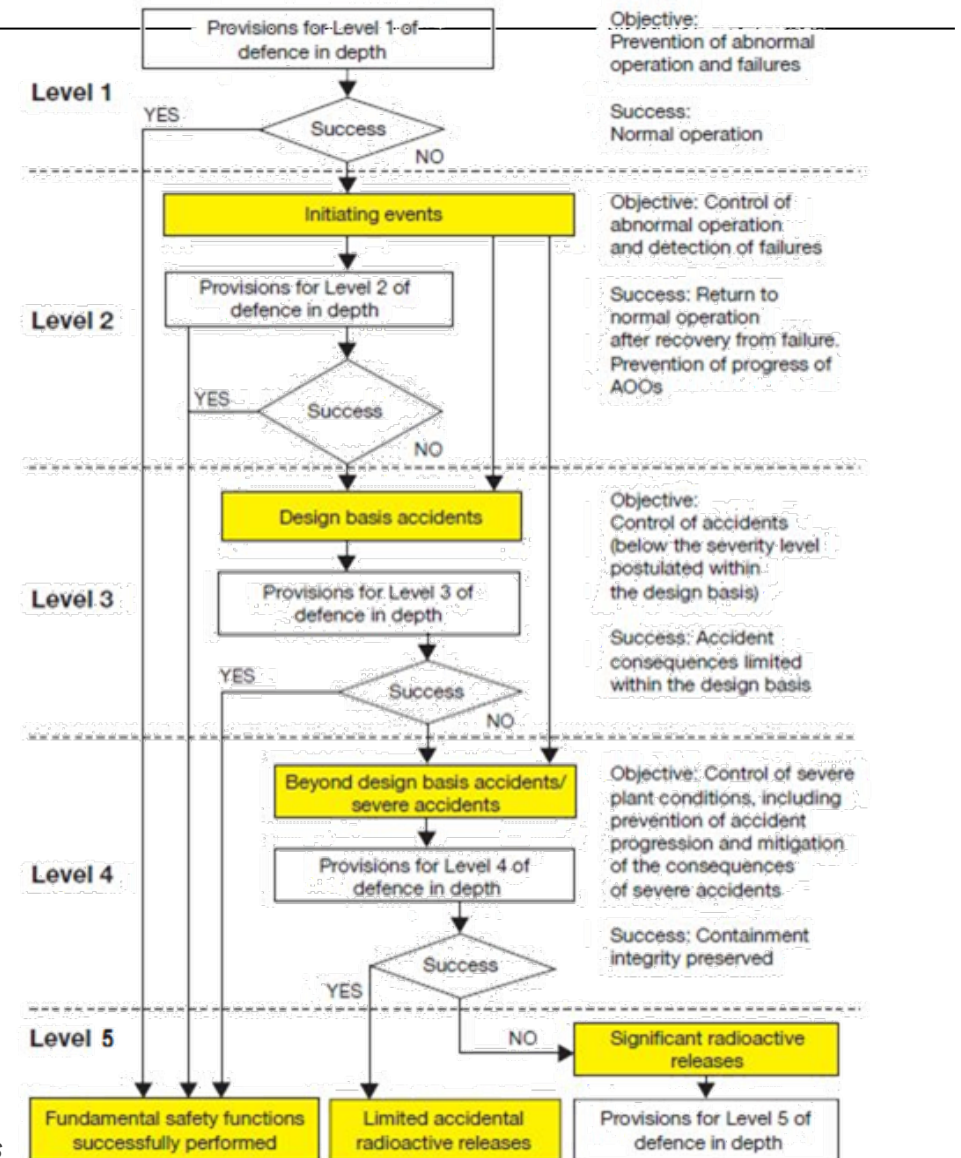 Provisions for Level 1 of
defence in depth
Objective:
Prevention of abnormal
operation and failures
Level 1
YES
Success
Success:
Normal operation
NO
Initiating events
Objective: Control of
abnormal operation
and detection of failures
Provisions for Level 2 of
defence in depth
Level 2
Success: Return to
normal operation
after recovery from failure.
Prevention of progress of
AOOs
YES
Success
NO
Design basis accidents
Objective:
Control of accidents
(below the severity level
postulated within
the design basis)
Level 3
Provisions for Level 3 of
defence in depth
Success: Accident
consequences limited
within the design basis
YES
Success
NO
Beyond design basis accidents/
severe accidents
Objective: Control of severe
plant conditions, including
prevention of accident
progression and mitigation
of the consequences
of severe accidents
Level 4
Provisions for Level 4 of
defence in depth
Success: Containment
integrity preserved
Success
YES
Level 5
NO
Significant radioactive
releases
Fundamental safety functions
successfully performed
Limited accidental
radioactive releases
Provisions for Level 5 of
defence in depth